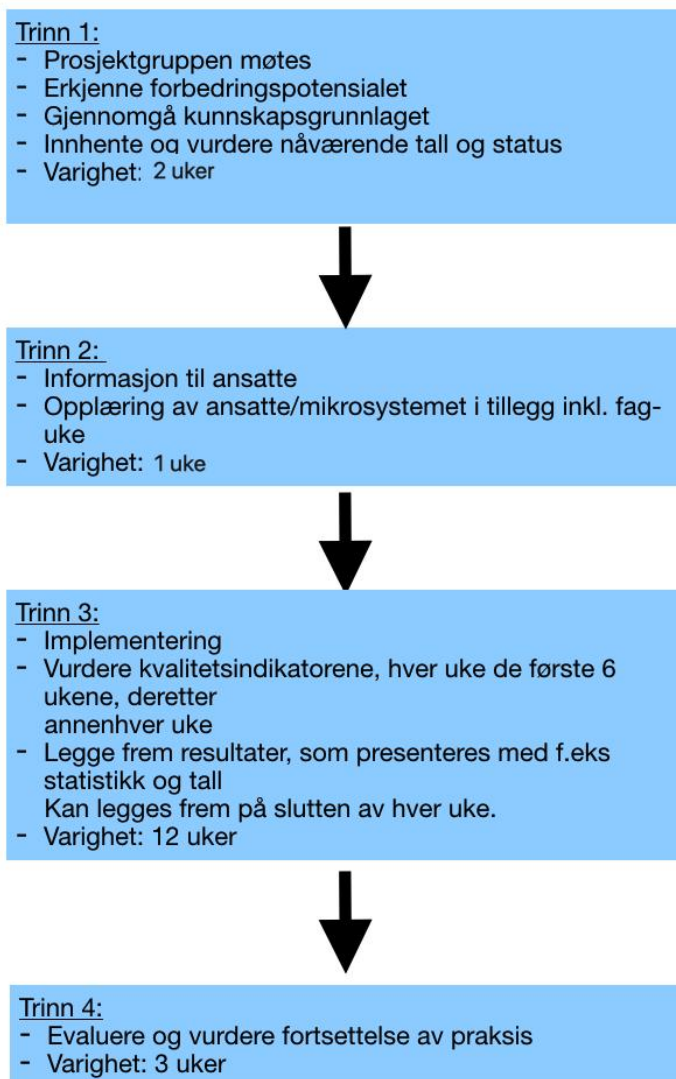 Trinn 1:
- Prosjektgruppen møtes
- Erkjenne forbedringspotensialet
- Gjennomgå kunnskapsgrunnlaget
- Innhente og vurdere nåværende tall og status
- Varighet: 2 uker
Trinn 2:
- Informasjon til ansatte
- Opplæring av ansatte/mikrosystemet i tillegg inkl. fag-
uke
- Varighet: 1 uke
Trinn 3:
- Implementering
- Vurdere kvalitetsindikatorene, hver uke de første 6
ukene, deretter
annenhver uke
- Legge frem resultater, som presenteres med f.eks
statistikk og tall
Kan legges frem på slutten av hver uke.
- Varighet: 12 uker
Trinn 4:
- Evaluere og vurdere fortsettelse av praksis
- Varighet: 3 uker